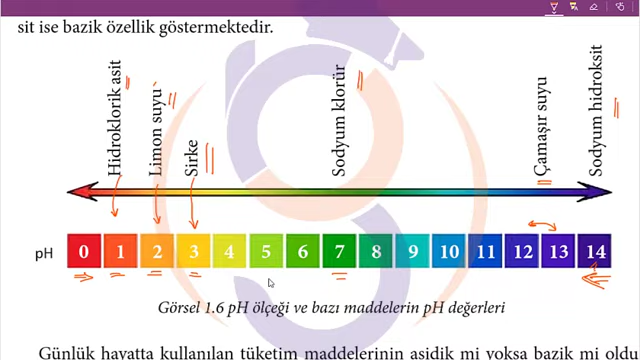 sit ise bazik özellik göstermektedir.
Hidroklorik asit
Limon suyu
Sirke
Sodyum klorür
Çamaşır suyu
Sodyum hidroksit
pH 0 1 2 3 4 5 6 7 8 9 10 11 12 13 14
Görsel 1.6 pH ölçeği ve bazı maddelerin pH değerleri
Günlük hayatta kullanılan tüketim maddelerinin asidik mi yoksa bazik mi oldu